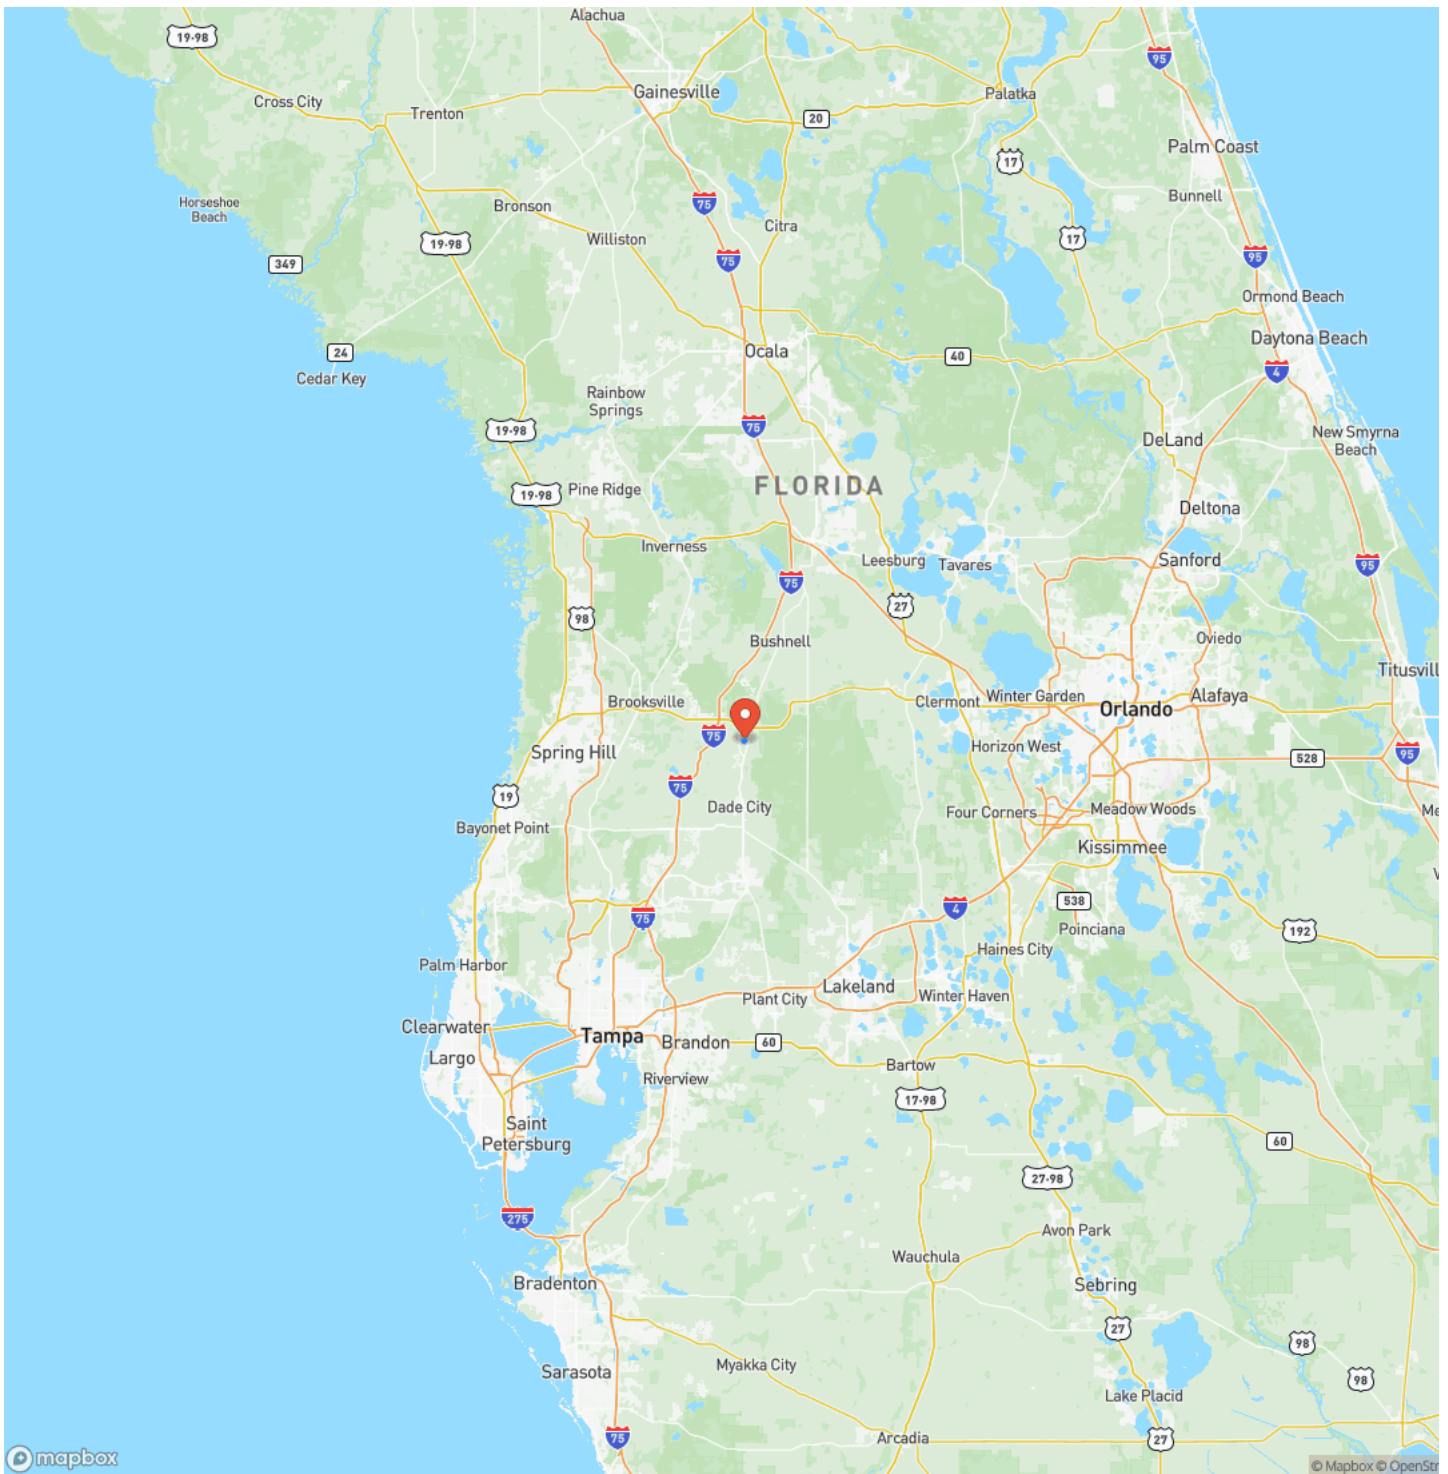 Alachua
19-98
95
Gainesville
Cross City
Palatka
Trenton
20
Palm Coast
17
Bunnell
75
Horseshoe
Beach
Bronson
Citra
Williston
17
19-98
95
75
349
Ormond Beach
Daytona Beach
24
Ocala
40
Cedar Key
4
Rainbow
Springs
75
19-98
New Smyrna
Beach
DeLand
FLORIDA
19-98
Pine Ridge
Deltona
Inverness
Leesburg
Tavares
Sanford
95
75
27
98
Bushnell
Oviedo
Titusvill
Brooksville
Clermont
Winter Garden
Alafaya
Orlando
75
Spring Hill
Horizon West
95
528
75
19
Dade City
Four Corners
Meadow Woods
Me
Bayonet Point
Kissimmee
V
538
4
75
Poinciana
192
Haines City
Palm Harbor
Lakeland
Winter Haven
Plant City
Clearwater
Tampa
Brandon
60
Largo
Bartow
Riverview
17-98
Saint
Petersburg
60
27-98
275
Avon Park
Wauchula
Bradenton
Sebring
27
98
Myakka City
Sarasota
98
Lake Placid
75
Arcadia
27
mapbox
© Mapbox © OpenStr